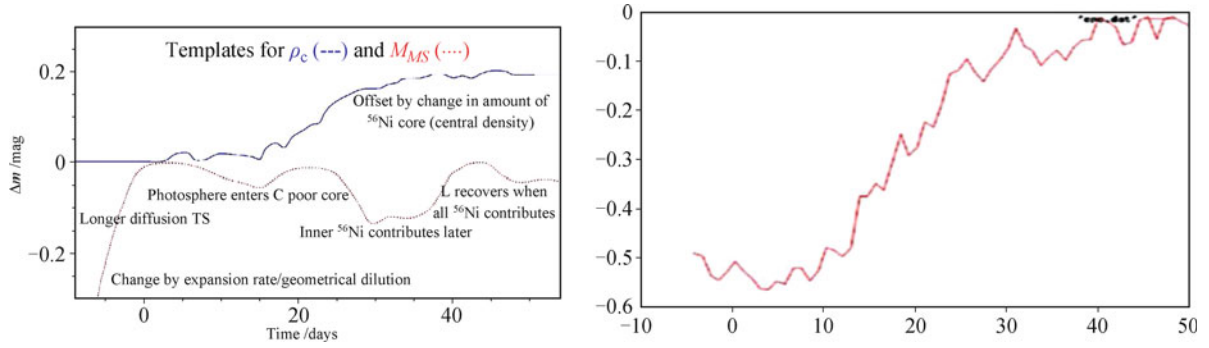 Templates for ρc (---) and MMS (····)
0.2
0
−0.2
Δm /mag
Offset by change in amount of
56Ni core (central density)
Photosphere enters C poor core
Longer diffusion TS
L recovers when
all 56Ni contributes
Inner 56Ni contributes later
Change by expansion rate/geometrical dilution
0 20 40
Time /days
0
−0.1
−0.2
−0.3
−0.4
−0.5
−0.6
−10 0 10 20 30 40 50